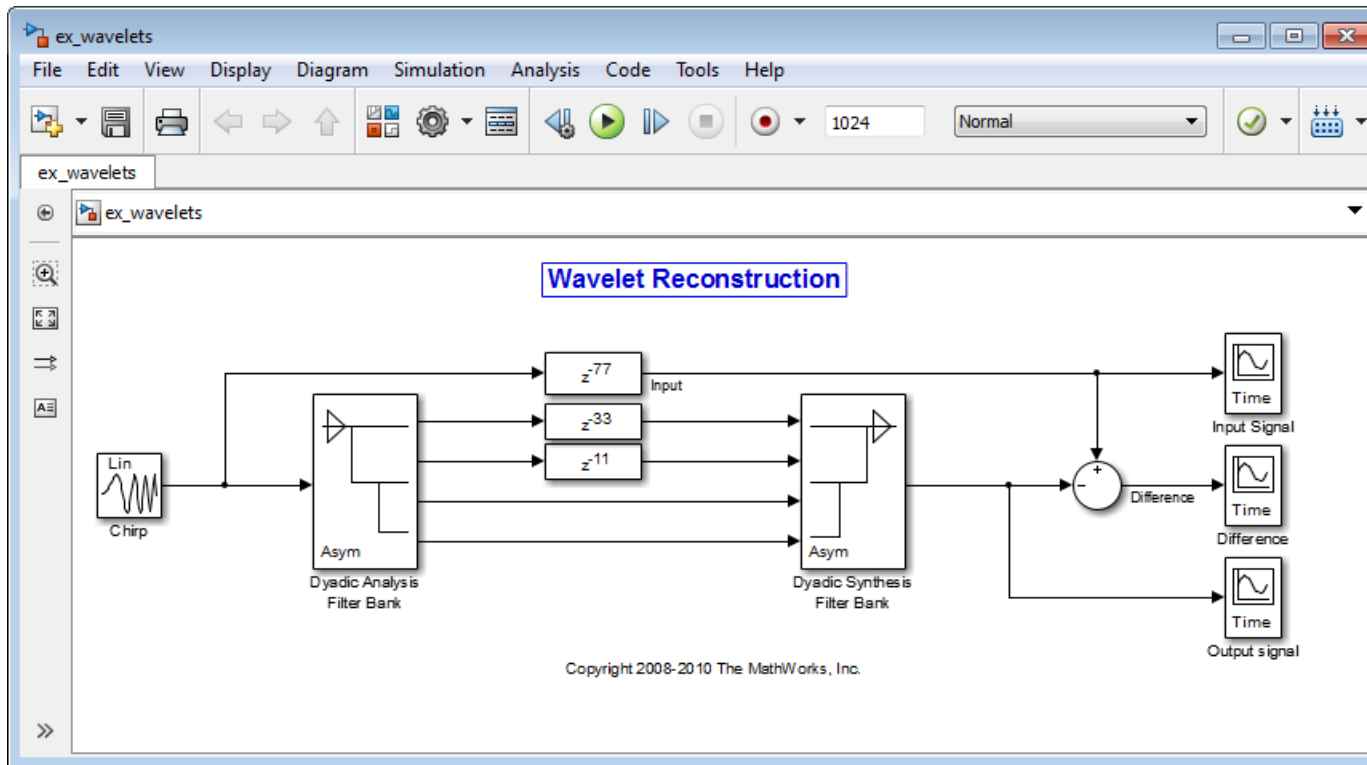 ex_wavelets
File Edit View Display Diagram Simulation Analysis Code Tools Help
1024 Normal
ex_wavelets
ex_wavelets
Wavelet Reconstruction
z-77
Input
Time
Input Signal
z-33
z-11
Lin
Chirp
Asym
Dyadic Analysis
Filter Bank
Asym
Dyadic Synthesis
Filter Bank
+
-
Difference
Time
Difference
Time
Output signal
Copyright 2008-2010 The MathWorks, Inc.